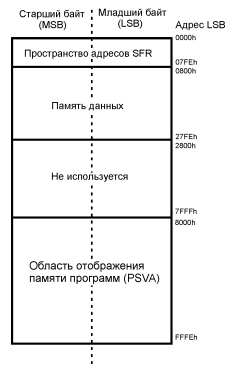 Старший байт
(MSB)
Младший байт
(LSB)
Адрес LSB
0000h
Пространство адресов SFR
07FEh
0800h
Память данных
27FEh
2800h
Не используется
7FFFh
8000h
Область отображения
памяти программ (PSVA)
FFFEh